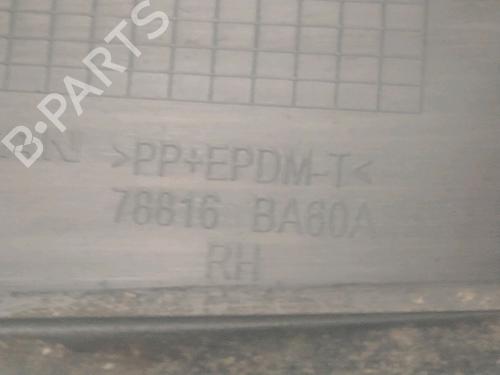 B-PARTS
>PP+EPDM-T<
78816 BA60A
RH